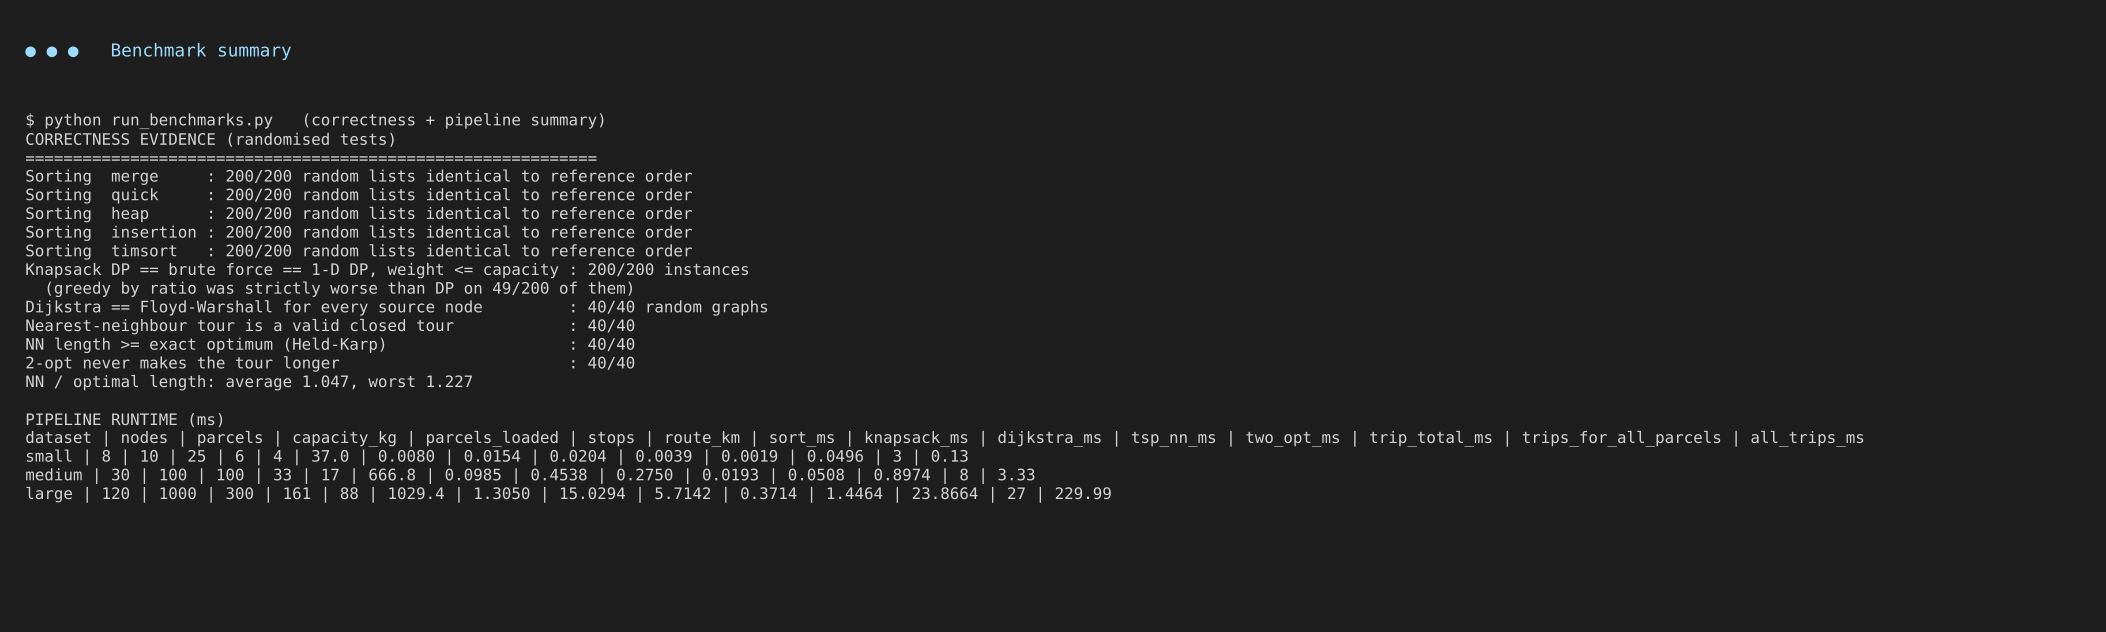 ● ● ●   Benchmark summary
$ python run_benchmarks.py   (correctness + pipeline summary)
CORRECTNESS EVIDENCE (randomised tests)
============================================================
Sorting  merge     : 200/200 random lists identical to reference order
Sorting  quick     : 200/200 random lists identical to reference order
Sorting  heap      : 200/200 random lists identical to reference order
Sorting  insertion : 200/200 random lists identical to reference order
Sorting  timsort   : 200/200 random lists identical to reference order
Knapsack DP == brute force == 1-D DP, weight <= capacity : 200/200 instances
  (greedy by ratio was strictly worse than DP on 49/200 of them)
Dijkstra == Floyd-Warshall for every source node         : 40/40 random graphs
Nearest-neighbour tour is a valid closed tour            : 40/40
NN length >= exact optimum (Held-Karp)                   : 40/40
2-opt never makes the tour longer                        : 40/40
NN / optimal length: average 1.047, worst 1.227
PIPELINE RUNTIME (ms)
dataset | nodes | parcels | capacity_kg | parcels_loaded | stops | route_km | sort_ms | knapsack_ms | dijkstra_ms | tsp_nn_ms | two_opt_ms | trip_total_ms | trips_for_all_parcels | all_trips_ms
small | 8 | 10 | 25 | 6 | 4 | 37.0 | 0.0080 | 0.0154 | 0.0204 | 0.0039 | 0.0019 | 0.0496 | 3 | 0.13
medium | 30 | 100 | 100 | 33 | 17 | 666.8 | 0.0985 | 0.4538 | 0.2750 | 0.0193 | 0.0508 | 0.8974 | 8 | 3.33
large | 120 | 1000 | 300 | 161 | 88 | 1029.4 | 1.3050 | 15.0294 | 5.7142 | 0.3714 | 1.4464 | 23.8664 | 27 | 229.99